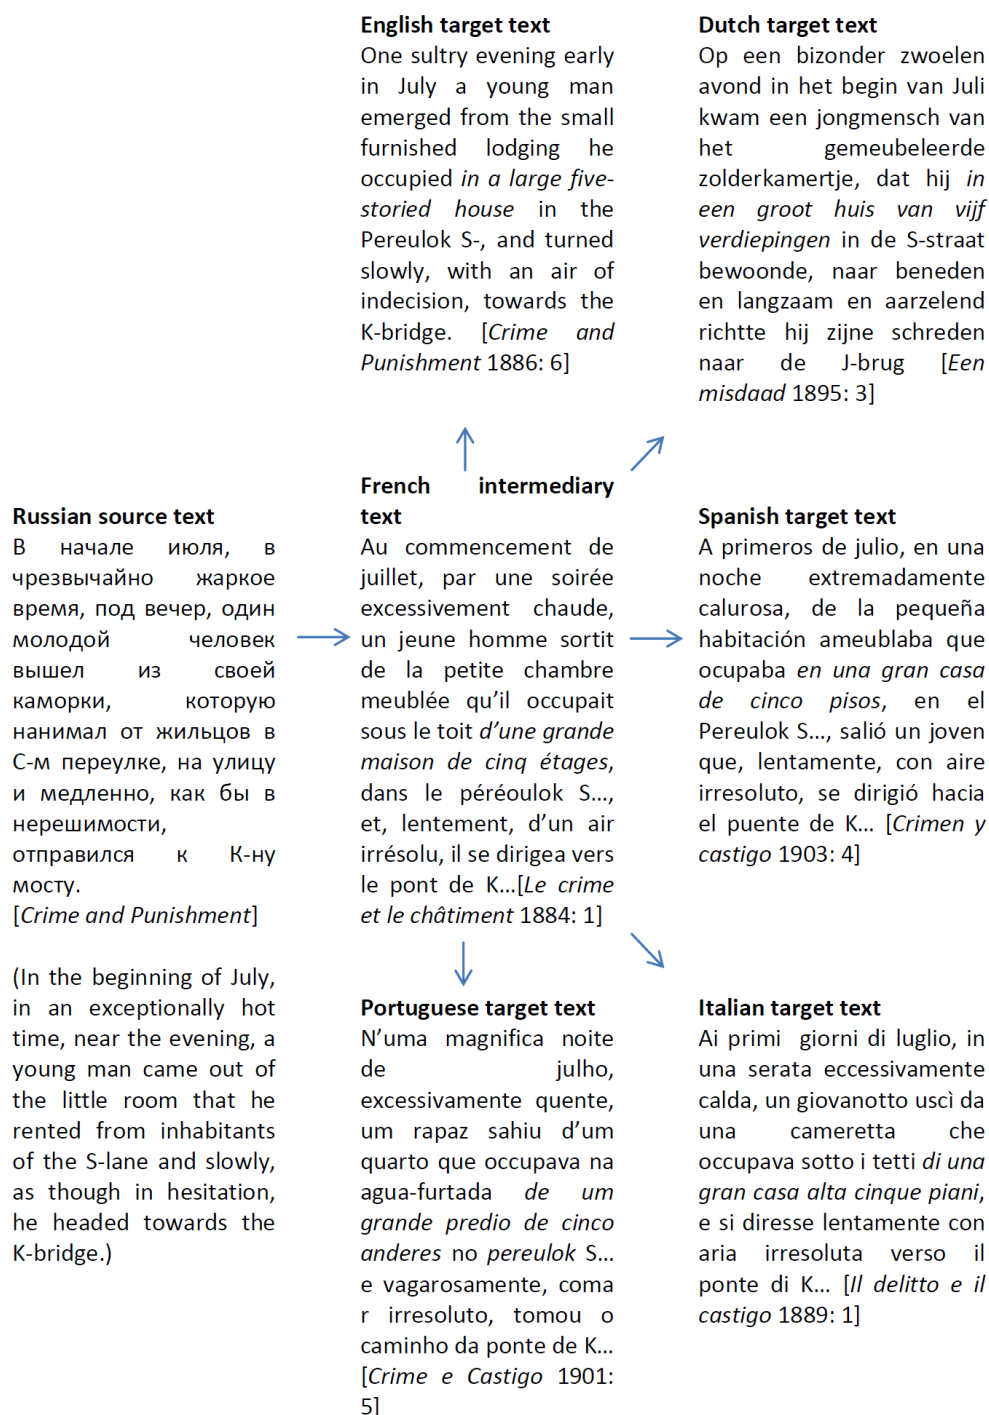 English target text
One sultry evening early
in July a young man
emerged from the small
furnished lodging he
occupied in a large five-
storied house in the
Pereulok S-, and turned
slowly, with an air of
indecision, towards the
K-bridge. [Crime and
Punishment 1886: 6]
Dutch target text
Op een bizonder zwoelen
avond in het begin van Juli
kwam een jongmensch van
het gemeubeleerde
zolderkamertje, dat hij in
een groot huis van vijf
verdiepingen in de S-straat
bewoonde, naar beneden
en langzaam en aarzelend
richtte hij zijne schreden
naar de J-brug [Een
misdaad 1895: 3]
Russian source text
В начале июля, в
чрезвычайно жаркое
время, под вечер, один
молодой человек
вышел из своей
каморки, которую
нанимал от жильцов в
С-м переулке, на улицу
и медленно, как бы в
нерешимости,
отправился к К-ну
мосту.
[Crime and Punishment]
(In the beginning of July,
in an exceptionally hot
time, near the evening, a
young man came out of
the little room that he
rented from inhabitants
of the S-lane and slowly,
as though in hesitation,
he headed towards the
K-bridge.)
French intermediary
text
Au commencement de
juillet, par une soirée
excessivement chaude,
un jeune homme sortit
de la petite chambre
meublée qu'il occupait
sous le toit d'une grande
maison de cinq étages,
dans le péréoulok S…,
et, lentement, d'un air
irrésolu, il se dirigea vers
le pont de K…[Le crime
et le châtiment 1884: 1]
Spanish target text
A primeros de julio, en una
noche extremadamente
calurosa, de la pequeña
habitación ameublaba que
ocupaba en una gran casa
de cinco pisos, en el
Pereulok S…, salió un joven
que, lentamente, con aire
irresoluto, se dirigió hacia
el puente de K… [Crimen y
castigo 1903: 4]
Portuguese target text
N'uma magnifica noite
de julho,
excessivamente quente,
um rapaz sahiu d'um
quarto que occupava na
agua-furtada de um
grande predio de cinco
anderes no pereulok S…
e vagarosamente, coma
r irresoluto, tomou o
caminho da ponte de K…
[Crime e Castigo 1901:
5]
Italian target text
Ai primi giorni di luglio, in
una serata eccessivamente
calda, un giovanotto uscì da
una cameretta che
occupava sotto i tetti di una
gran casa alta cinque piani,
e si diresse lentamente con
aria irresoluta verso il
ponte di K… [Il delitto e il
castigo 1889: 1]